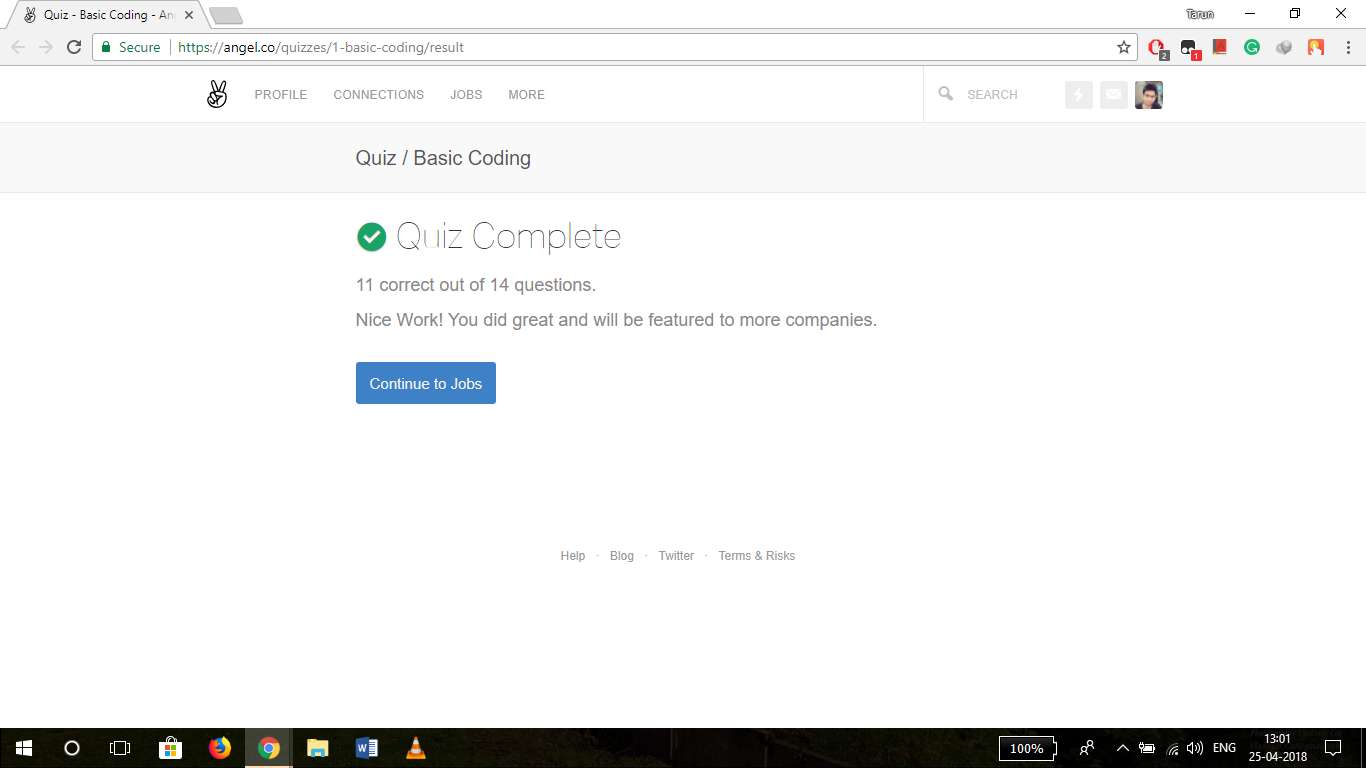 Quiz - Basic Coding - An
Tarun
Secure
https://angel.co/quizzes/1-basic-coding/result
2
1
PROFILE
CONNECTIONS
JOBS
MORE
SEARCH
Quiz / Basic Coding
Quiz Complete
11 correct out of 14 questions.
Nice Work! You did great and will be featured to more companies.
Continue to Jobs
Help · Blog · Twitter · Terms & Risks
100%
ENG
13:01
25-04-2018